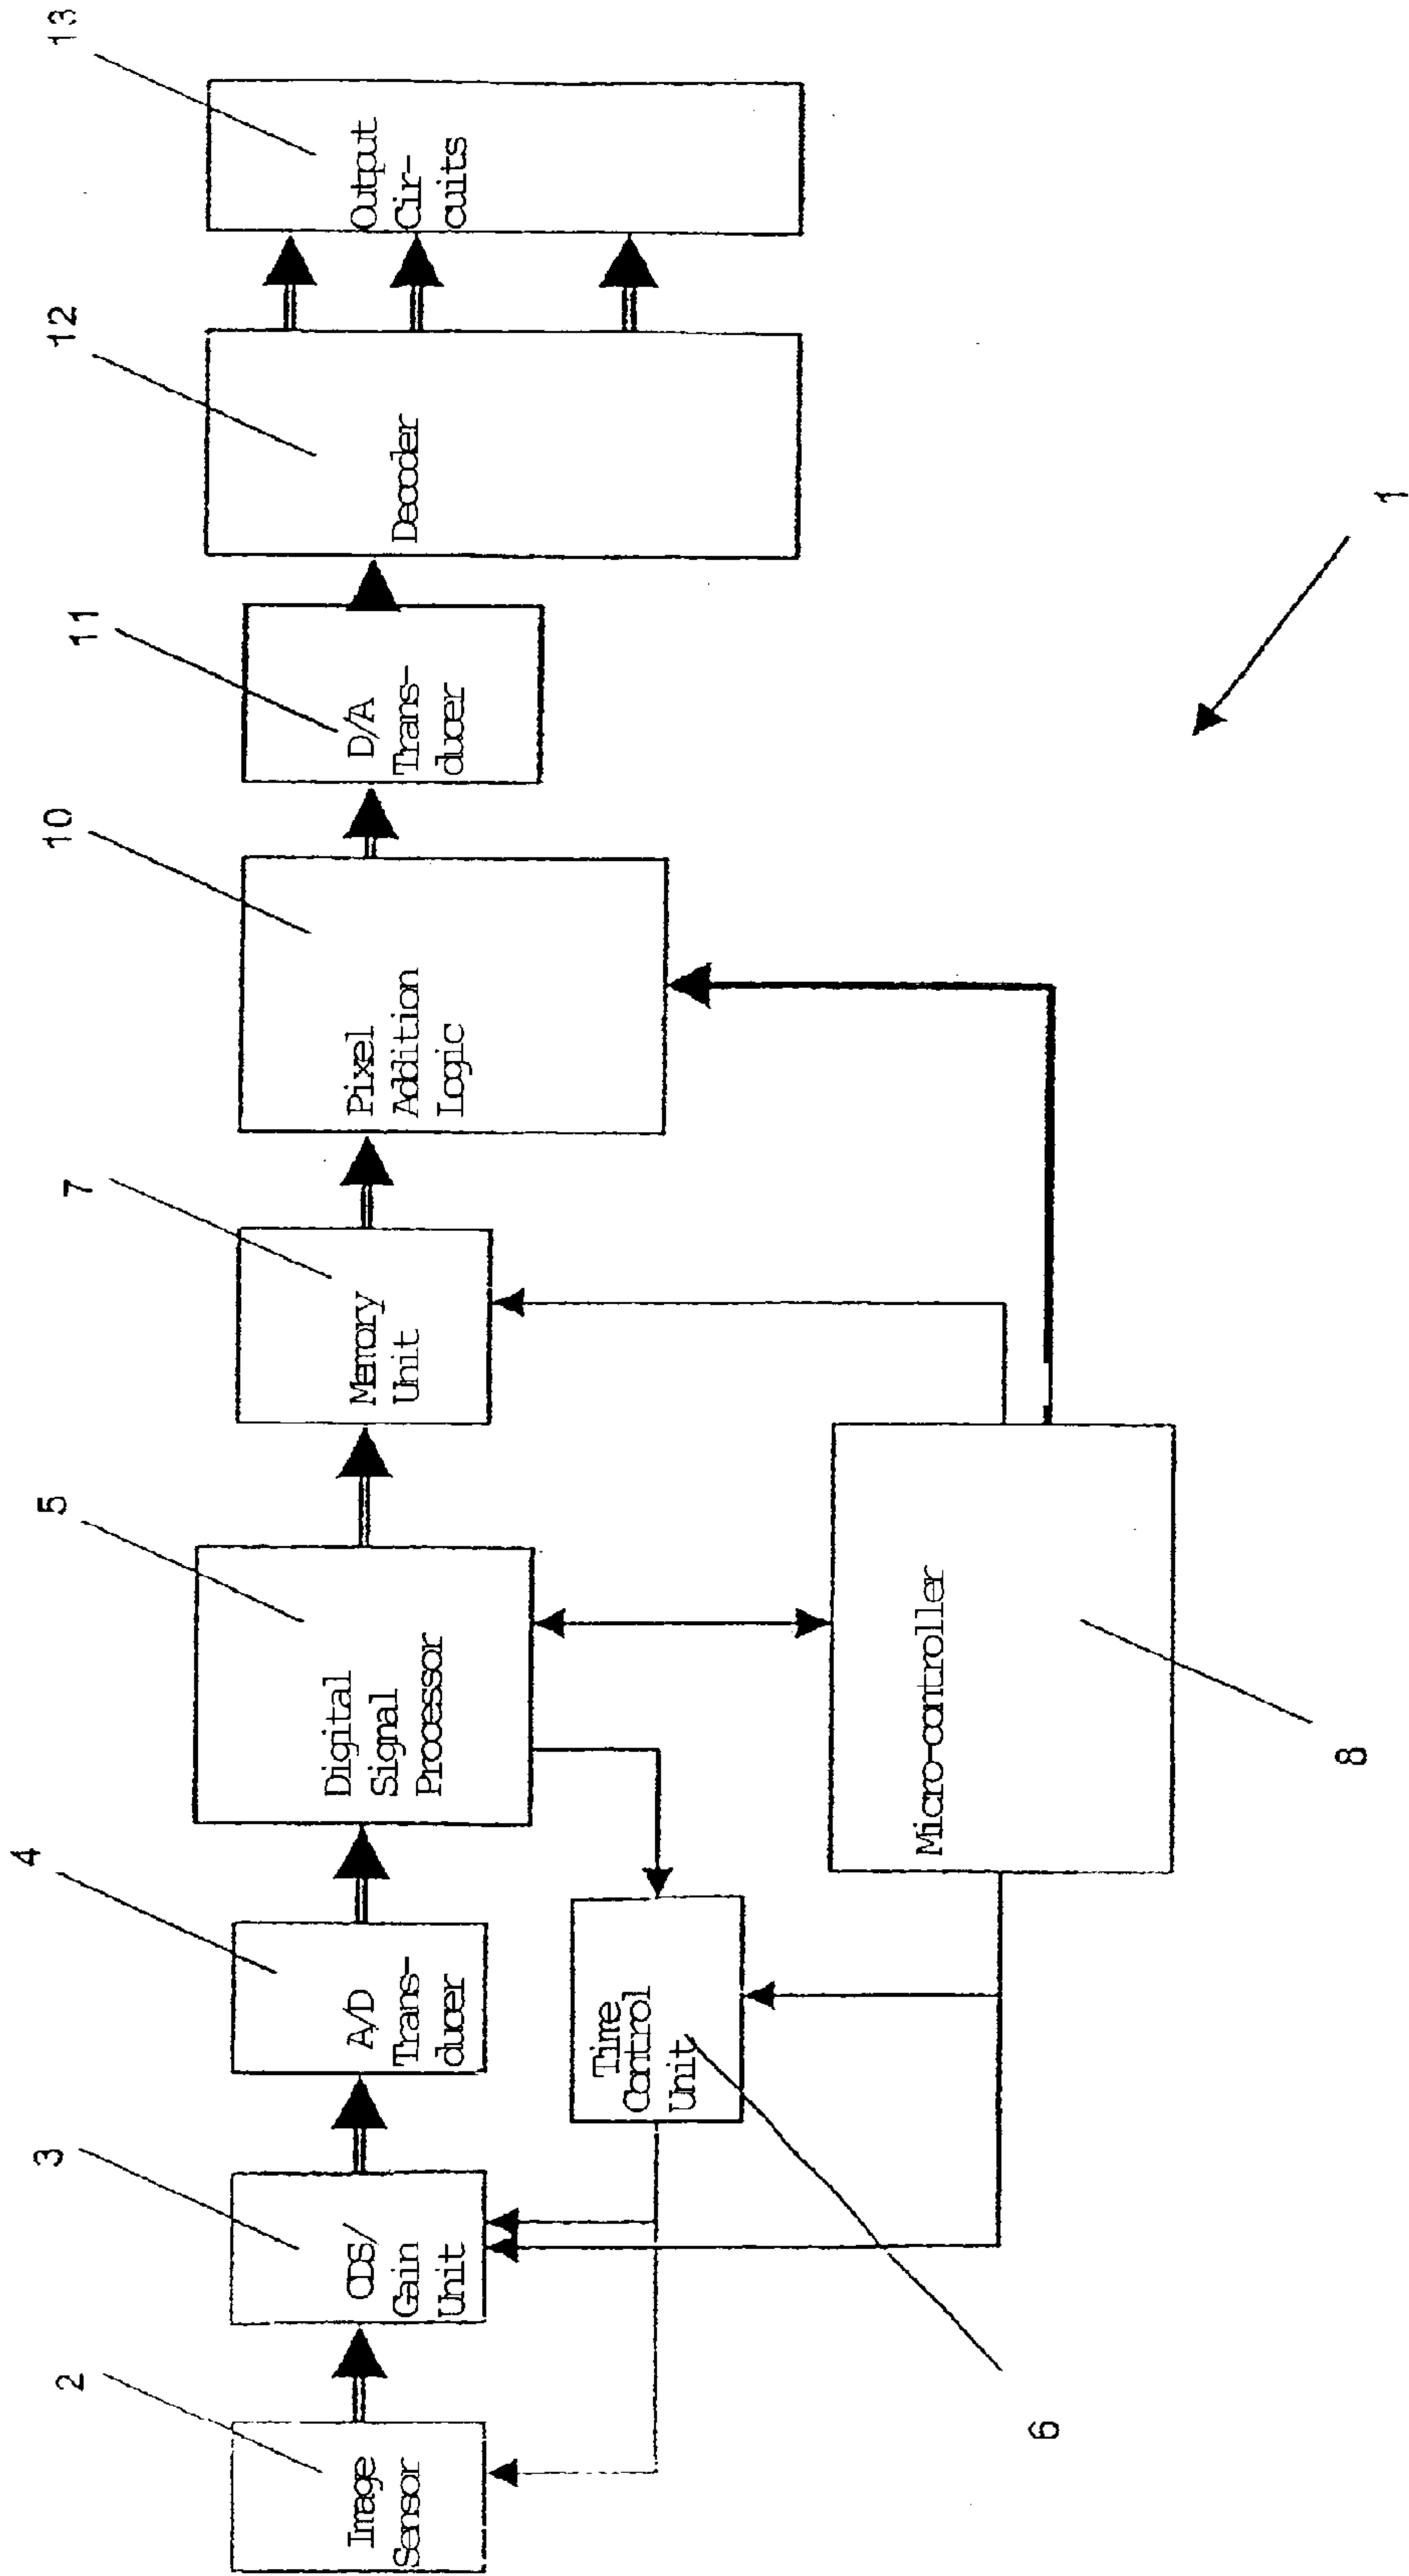 2
3
4
5
7
10
11
12
13
Image
Sensor
CDS/
Gain
Unit
A/D
Trans-
ducer
Digital
Signal
Processor
Memory
Unit
Pixel
Addition
Logic
D/A
Trans-
ducer
Decoder
Output
Cir-
cuits
Time
Control
Unit
Micro-controller
6
8
1